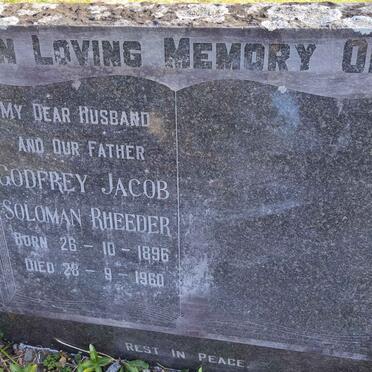 IN LOVING MEMORY OF
MY DEAR HUSBAND
AND OUR FATHER
GODFREY JACOB
SOLOMAN RHEEDER
BORN 26 - 10 - 1896
DIED 28 - 9 - 1960
REST IN PEACE